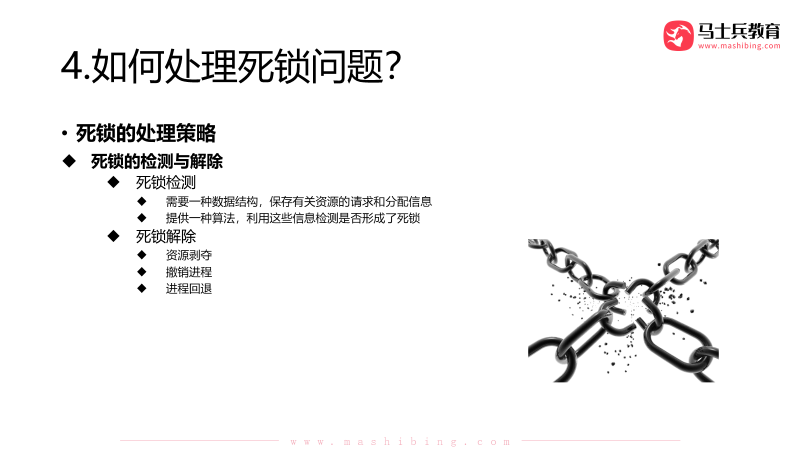 马士兵教育
www.mashibing.com
4.如何处理死锁问题？
• 死锁的处理策略
◆ 死锁的检测与解除
◆ 死锁检测
◆ 需要一种数据结构，保存有关资源的请求和分配信息
◆ 提供一种算法，利用这些信息检测是否形成了死锁
◆ 死锁解除
◆ 资源剥夺
◆ 撤销进程
◆ 进程回退
www.mashibing.com